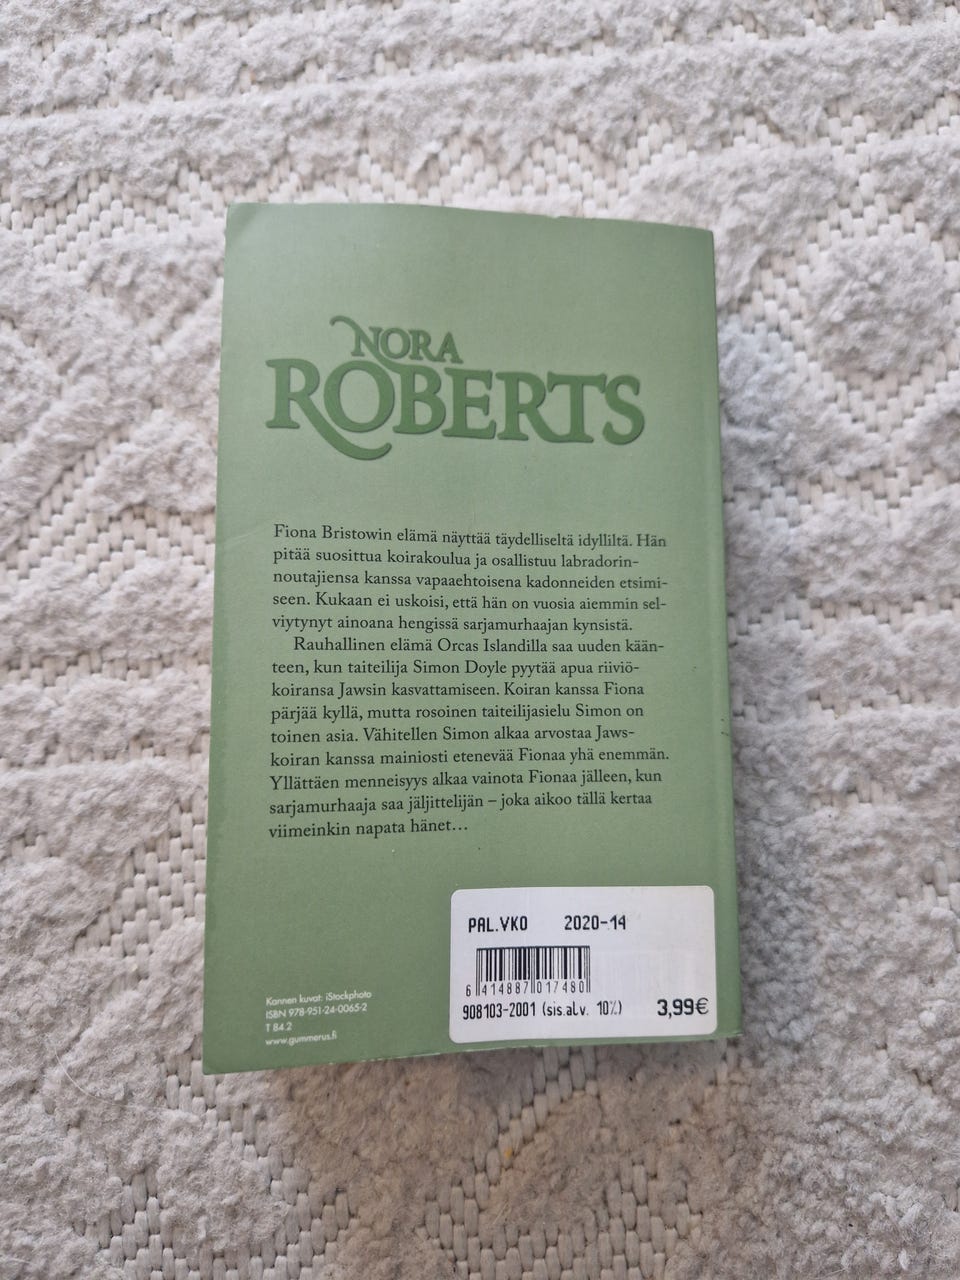 NORA
ROBERTS
Fiona Bristowin elämä näyttää täydelliseltä idylliltä. Hän
pitää suosittua koirakoulua ja osallistuu labradorin-
noutajiensa kanssa vapaaehtoisena kadonneiden etsimi-
seen. Kukaan ei uskoisi, että hän on vuosia aiemmin sel-
viytynyt ainoana hengissä sarjamurhaajan kynsistä.
Rauhallinen elämä Orcas Islandilla saa uuden kään-
teen, kun taiteilija Simon Doyle pyytää apua riiviö-
koiransa Jawsin kasvattamiseen. Koiran kanssa Fiona
pärjää kyllä, mutta rosoinen taiteilijasielu Simon on
toinen asia. Vähitellen Simon alkaa arvostaa Jaws-
koiran kanssa mainiosti etenevää Fionaa yhä enemmän.
Yllättäen menneisyys alkaa vainota Fionaa jälleen, kun
sarjamurhaaja saa jäljittelijän – joka aikoo tällä kertaa
viimeinkin napata hänet…
Kannen kuvat: iStockphoto
ISBN 978-951-24-0065-2
T 84.2
www.gummerus.fi
PAL.VKO 2020-14
6 414887 017480
908103-2001 (sis.alv. 10%) 3,99€